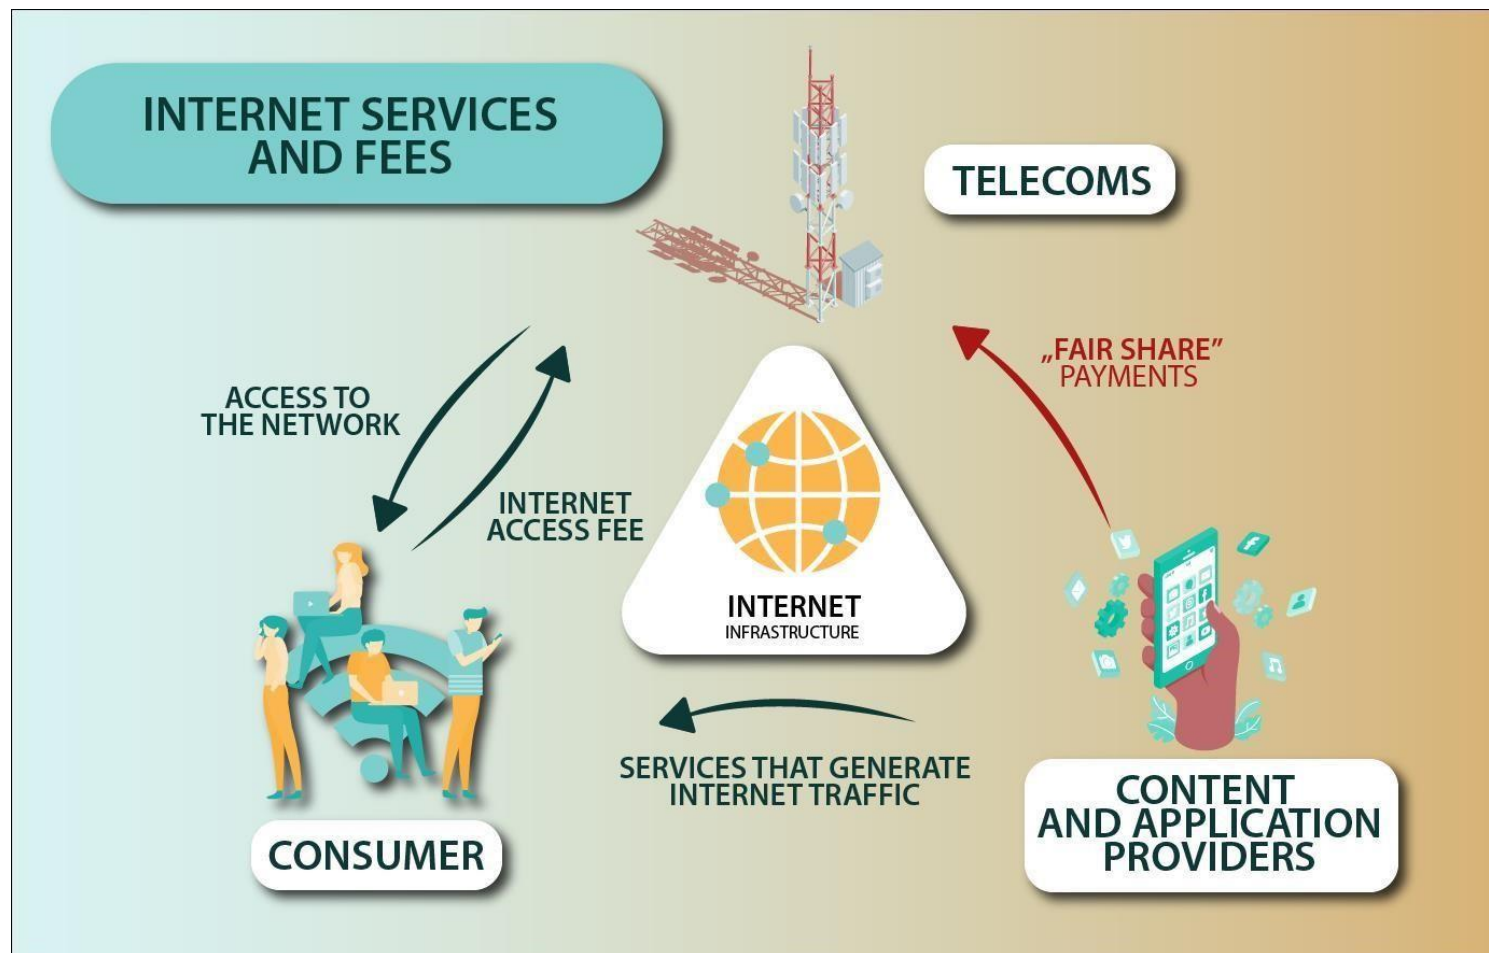 INTERNET SERVICES
AND FEES
TELECOMS
„FAIR SHARE”
PAYMENTS
ACCESS TO
THE NETWORK
INTERNET
ACCESS FEE
INTERNET
INFRASTRUCTURE
SERVICES THAT GENERATE
INTERNET TRAFFIC
CONSUMER
CONTENT
AND APPLICATION
PROVIDERS